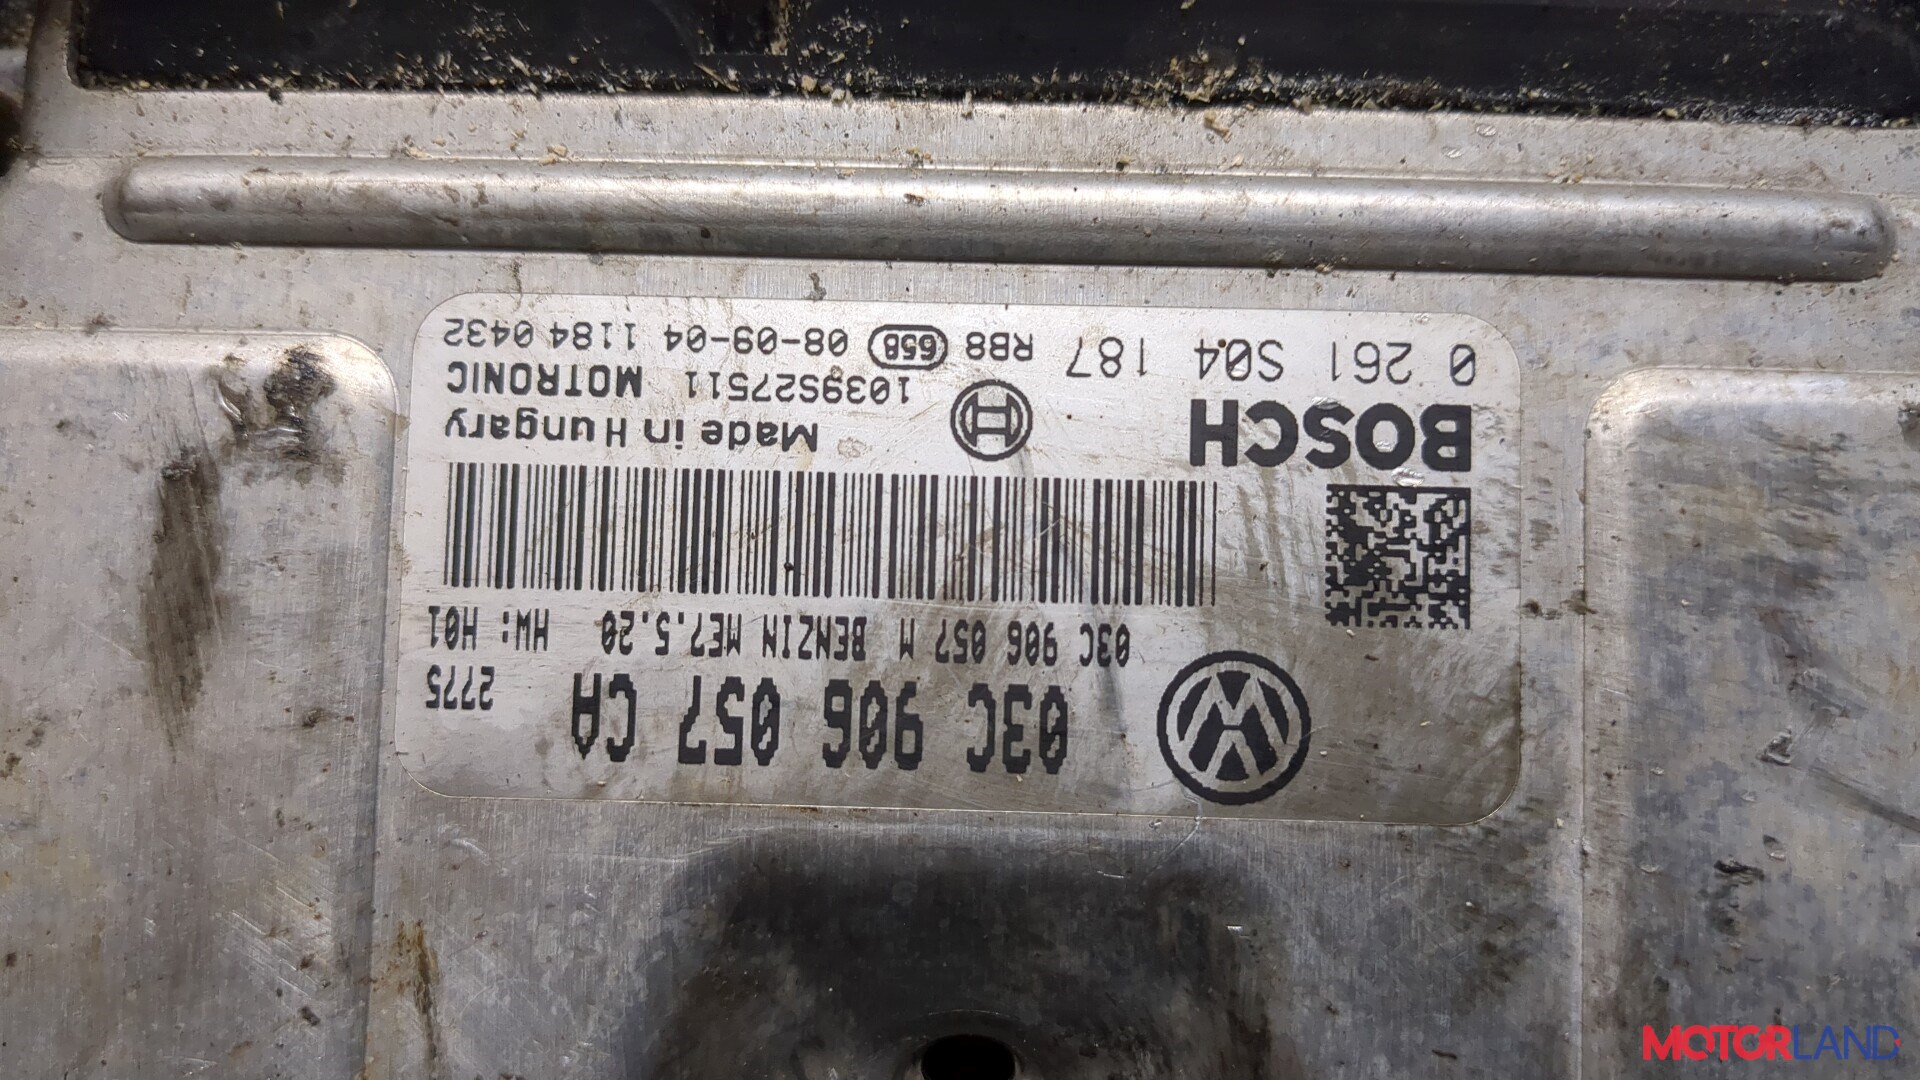 0 261 S04 187
RB8 658 08-09-04 1184 0432
BOSCH
1039S27511 MOTRONIC
Made in Hungary
03C 906 057 M BENZIN ME7.5.20 HW: H01
03C 906 057 CA
2775
MOTORLAND